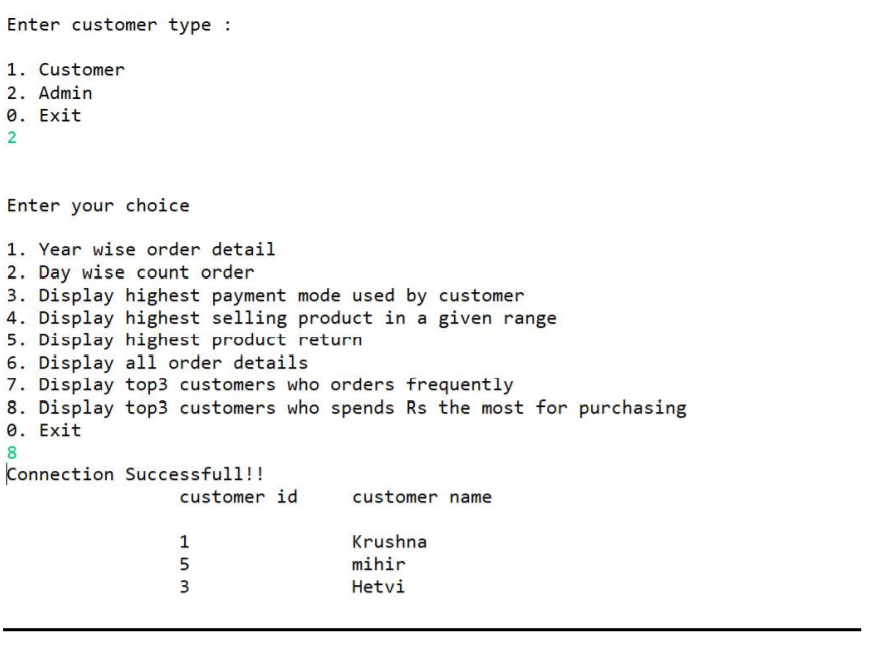 Enter customer type :
1. Customer
2. Admin
0. Exit
2
Enter your choice
1. Year wise order detail
2. Day wise count order
3. Display highest payment mode used by customer
4. Display highest selling product in a given range
5. Display highest product return
6. Display all order details
7. Display top3 customers who orders frequently
8. Display top3 customers who spends Rs the most for purchasing
0. Exit
8
Connection Successfull!!
customer id customer name
1 Krushna
5 mihir
3 Hetvi